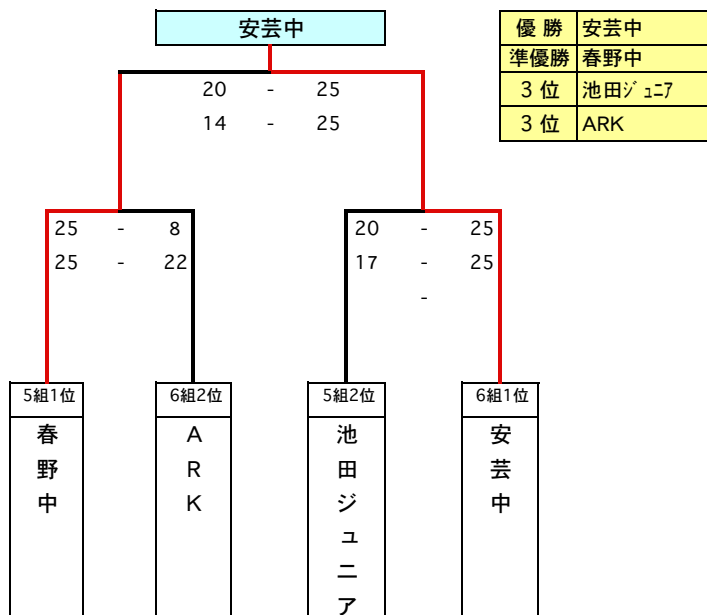 安芸中
優 勝 安芸中
準優勝 春野中
3 位 池田ｼﾞｭﾆｱ
3 位 ARK
20 - 25
14 - 25
25 - 8 20 - 25
25 - 22 17 - 25
-
5組1位 6組2位 5組2位 6組1位
春野中
ARK
池田ジュニア
安芸中